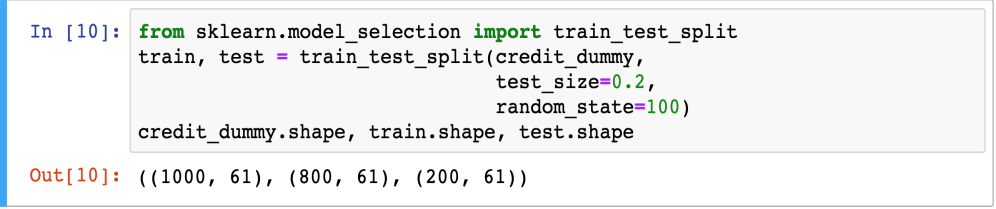 In [10]: from sklearn.model_selection import train_test_split
train, test = train_test_split(credit_dummy,
test_size=0.2,
random_state=100)
credit_dummy.shape, train.shape, test.shape
Out[10]: ((1000, 61), (800, 61), (200, 61))